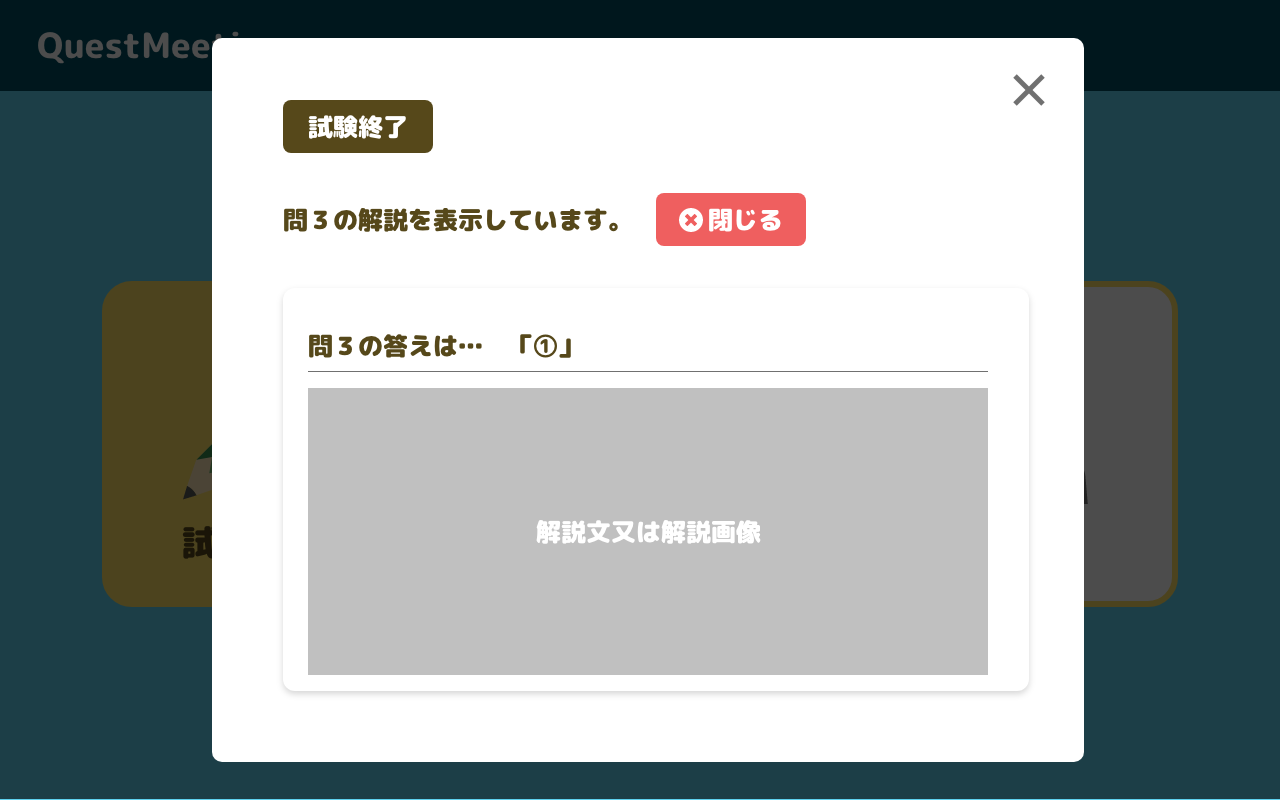 QuestMeeti
試験終了
問３の解説を表示しています。
閉じる
問３の答えは…　「①」
解説文又は解説画像
試